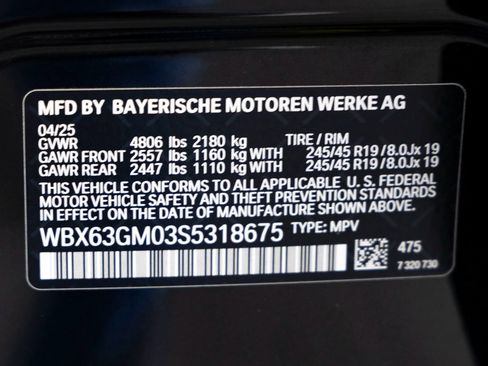 MFD BY BAYERISCHE MOTOREN WERKE AG
04/25
GVWR 4806 lbs 2180 kg TIRE / RIM
GAWR FRONT 2557 lbs 1160 kg WITH 245/45 R19/8.0Jx 19
GAWR REAR 2447 lbs 1110 kg WITH 245/45 R19/8.0Jx 19
THIS VEHICLE CONFORMS TO ALL APPLICABLE U. S. FEDERAL
MOTOR VEHICLE SAFETY AND THEFT PREVENTION STANDARDS
IN EFFECT ON THE DATE OF MANUFACTURE SHOWN ABOVE.
WBX63GM03S5318675 TYPE: MPV
475
7 320 730